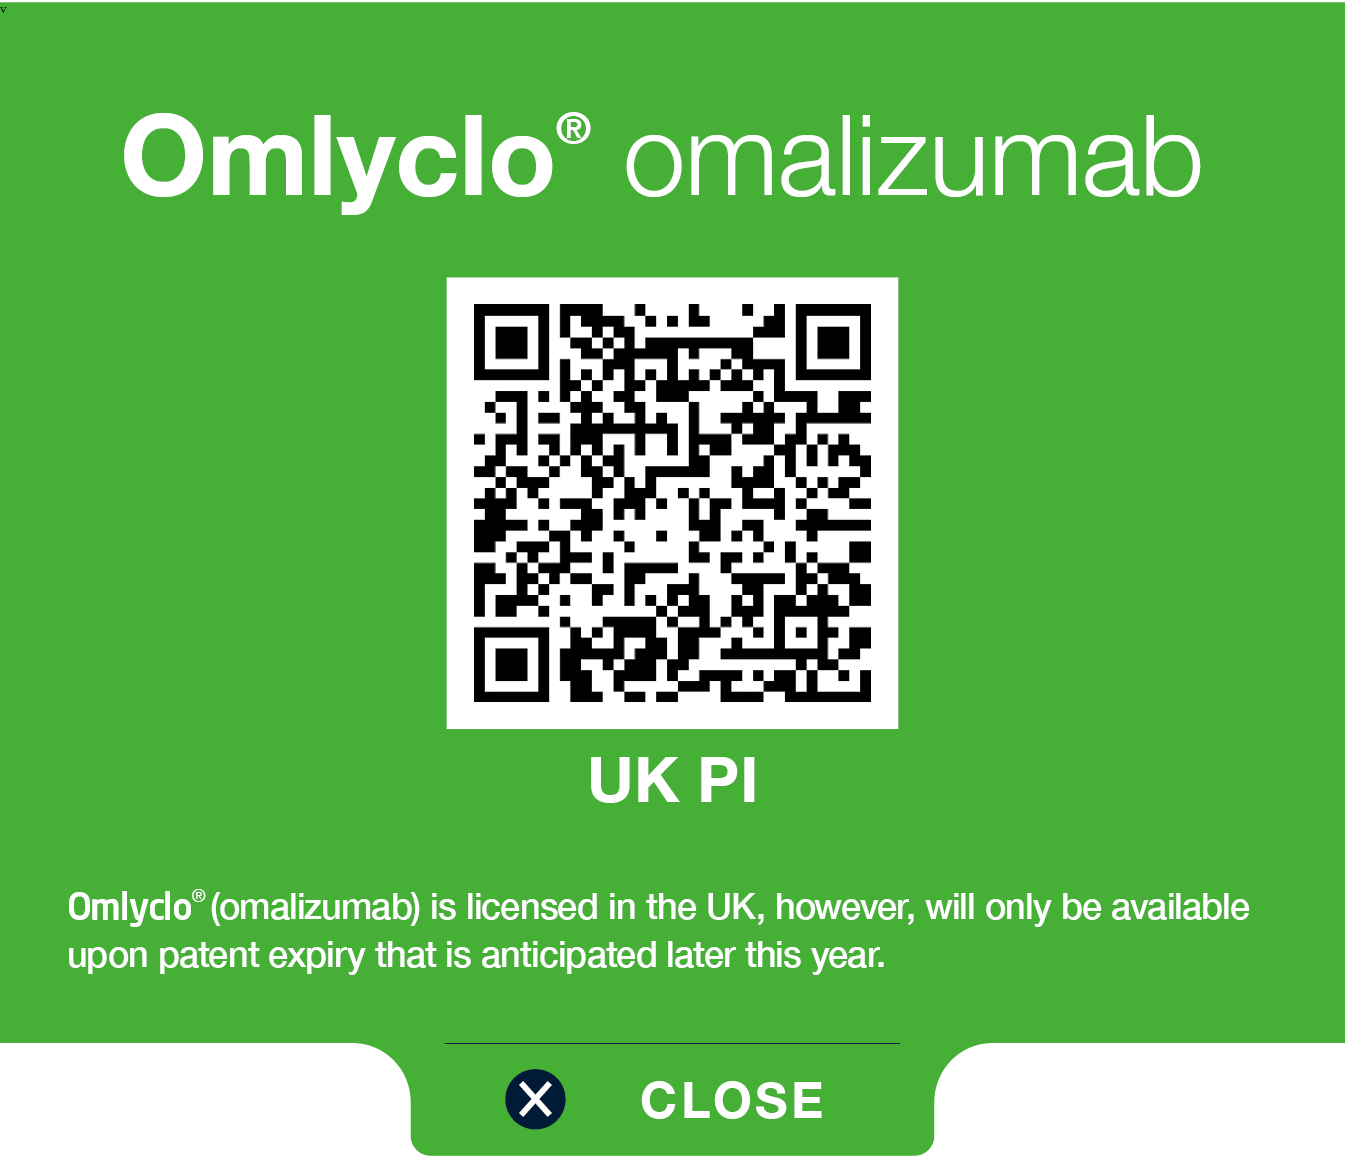 v
Omlyclo® omalizumab
UK PI
Omlyclo® (omalizumab) is licensed in the UK, however, will only be available
upon patent expiry that is anticipated later this year.
CLOSE